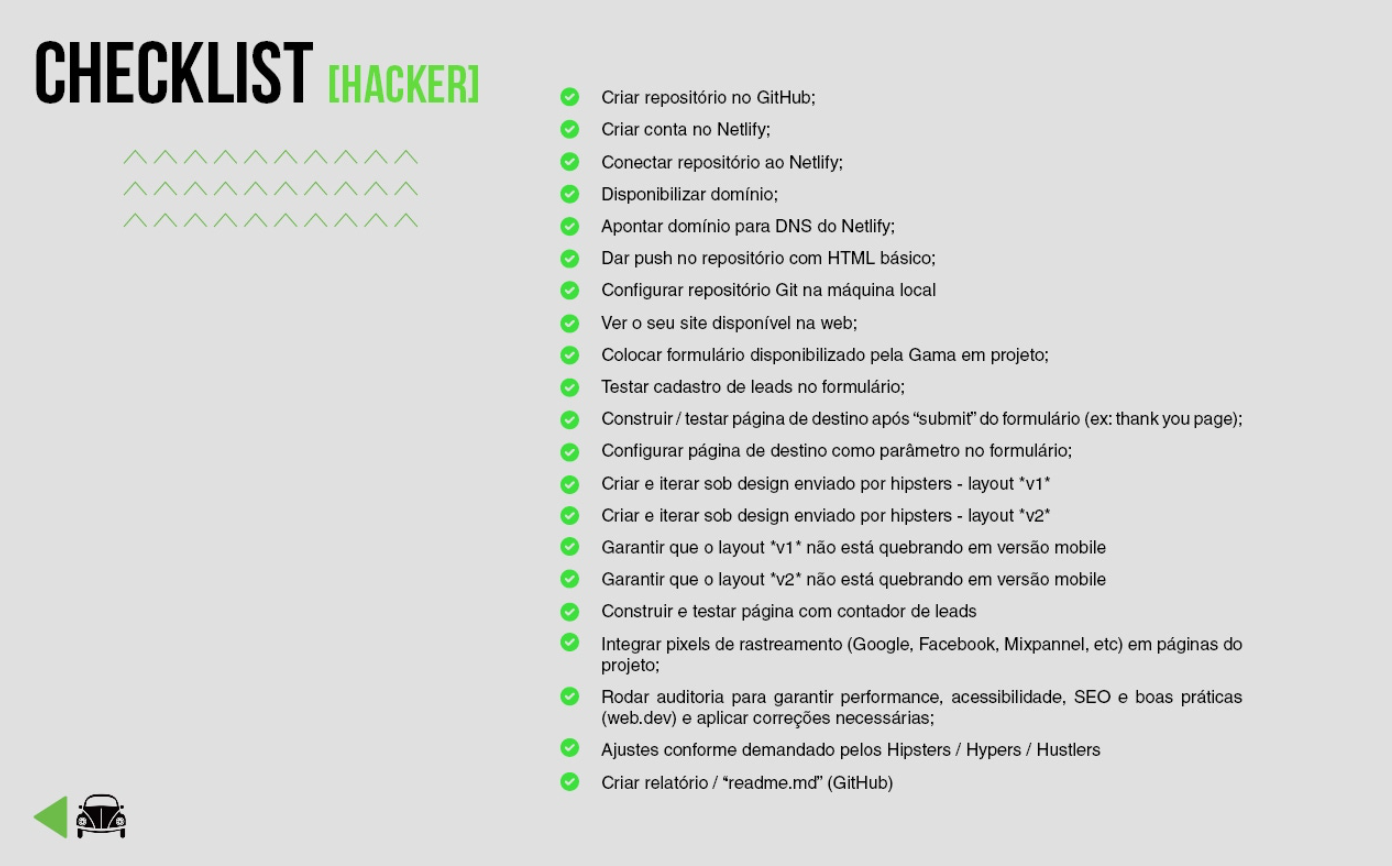 CHECKLIST [HACKER]
Criar repositório no GitHub;
Criar conta no Netlify;
Conectar repositório ao Netlify;
Disponibilizar domínio;
Apontar domínio para DNS do Netlify;
Dar push no repositório com HTML básico;
Configurar repositório Git na máquina local
Ver o seu site disponível na web;
Colocar formulário disponibilizado pela Gama em projeto;
Testar cadastro de leads no formulário;
Construir / testar página de destino após “submit” do formulário (ex: thank you page);
Configurar página de destino como parâmetro no formulário;
Criar e iterar sob design enviado por hipsters - layout *v1*
Criar e iterar sob design enviado por hipsters - layout *v2*
Garantir que o layout *v1* não está quebrando em versão mobile
Garantir que o layout *v2* não está quebrando em versão mobile
Construir e testar página com contador de leads
Integrar pixels de rastreamento (Google, Facebook, Mixpannel, etc) em páginas do
projeto;
Rodar auditoria para garantir performance, acessibilidade, SEO e boas práticas
(web.dev) e aplicar correções necessárias;
Ajustes conforme demandado pelos Hipsters / Hypers / Hustlers
Criar relatório / “readme.md” (GitHub)